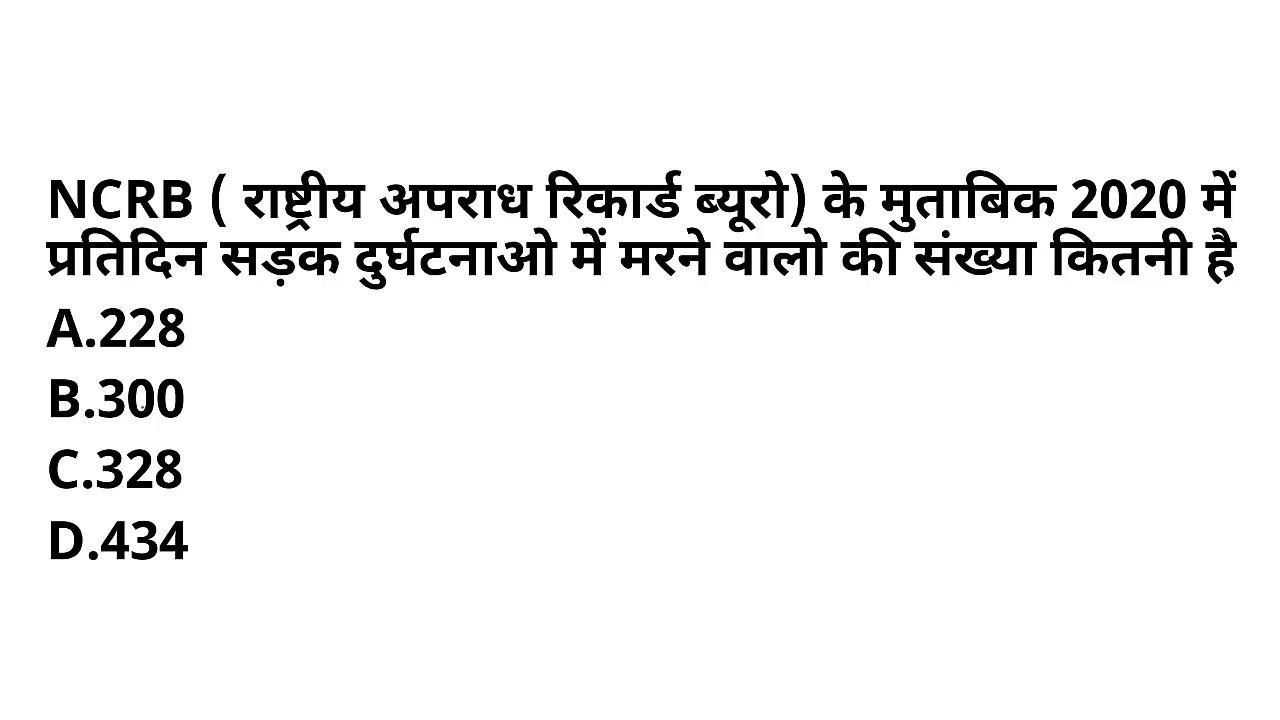 NCRB ( राष्ट्रीय अपराध रिकार्ड ब्यूरो) के मुताबिक 2020 में
प्रतिदिन सड़क दुर्घटनाओ में मरने वालो की संख्या कितनी है
A.228
B.300
C.328
D.434